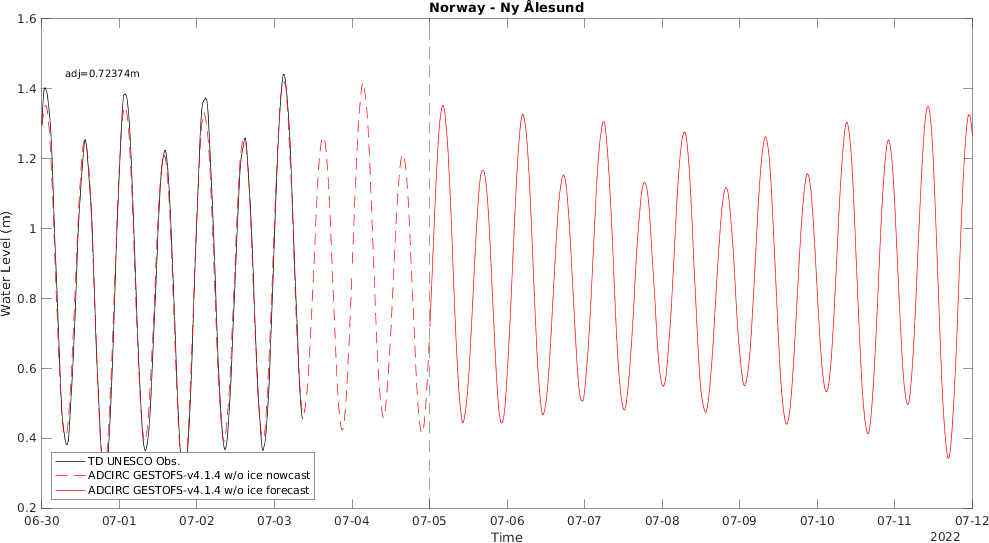 Norway - Ny Ålesund
1.6
1.4
1.2
1
0.8
0.6
0.4
0.2
Water Level (m)
adj=0.72374m
TD UNESCO Obs.
ADCIRC GESTOFS-v4.1.4 w/o ice nowcast
ADCIRC GESTOFS-v4.1.4 w/o ice forecast
06-30 07-01 07-02 07-03 07-04 07-05 07-06 07-07 07-08 07-09 07-10 07-11 07-12
Time
2022